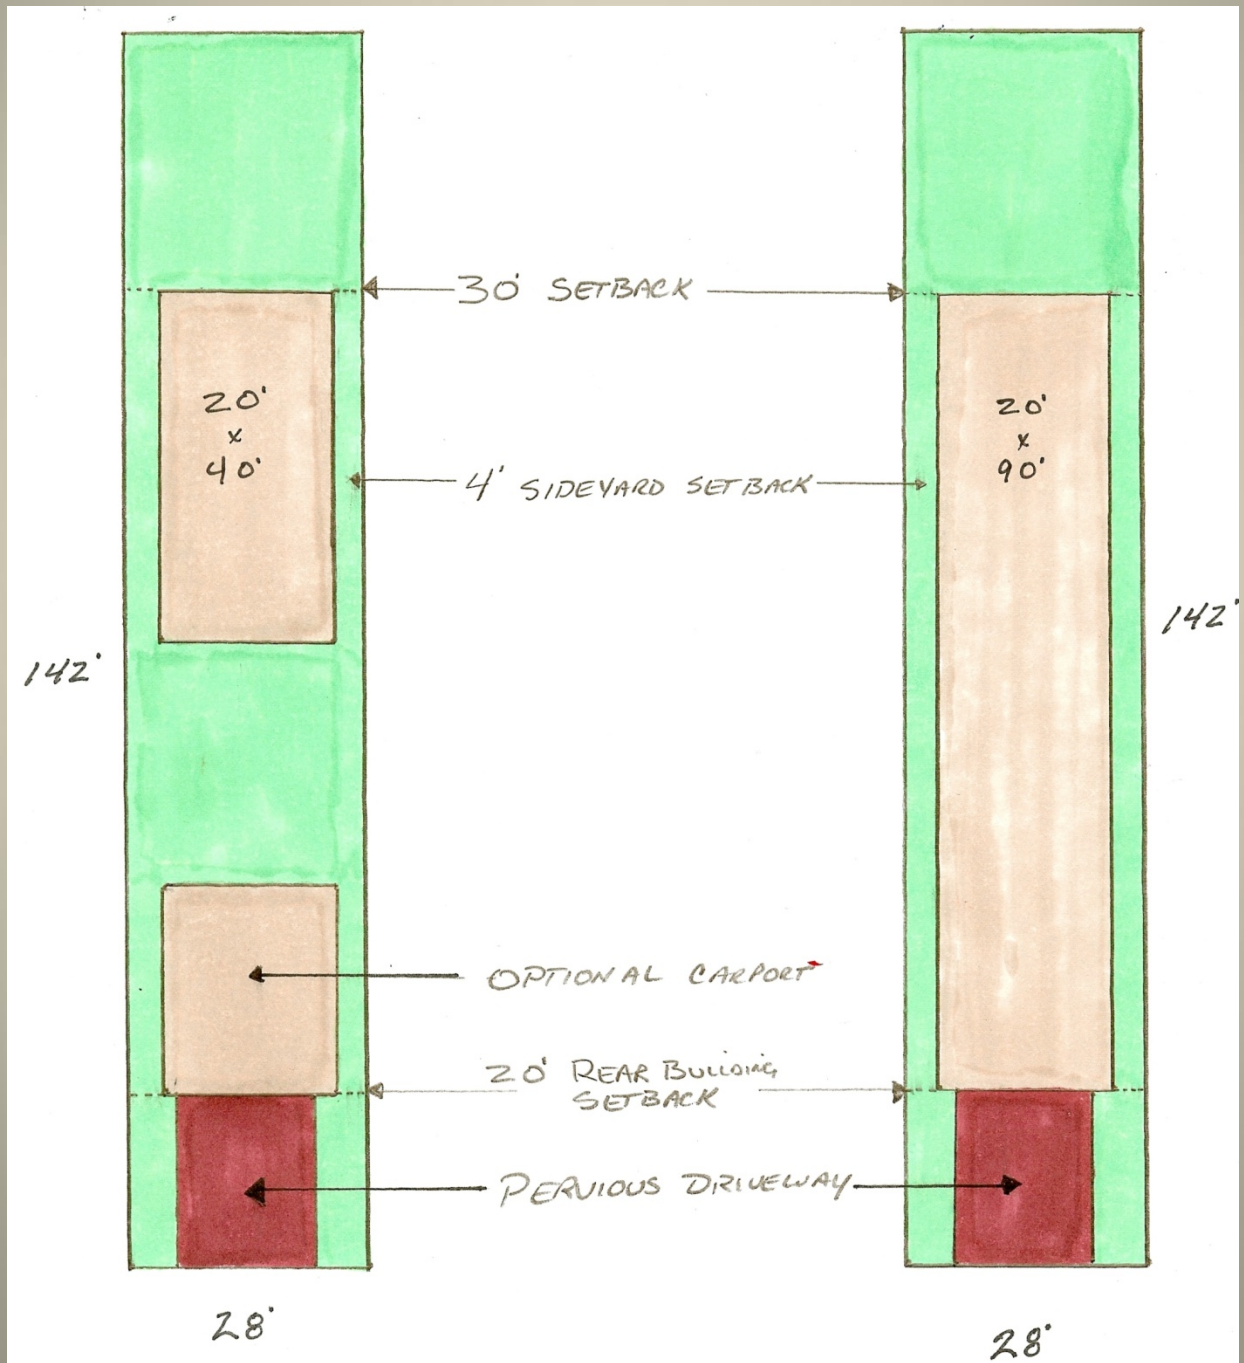 30' SETBACK
20'
x
40'
20'
x
90'
4' SIDEYARD SETBACK
142'
142'
OPTIONAL CARPORT
20' REAR BUILDING
SETBACK
PERVIOUS DRIVEWAY
28'
28'